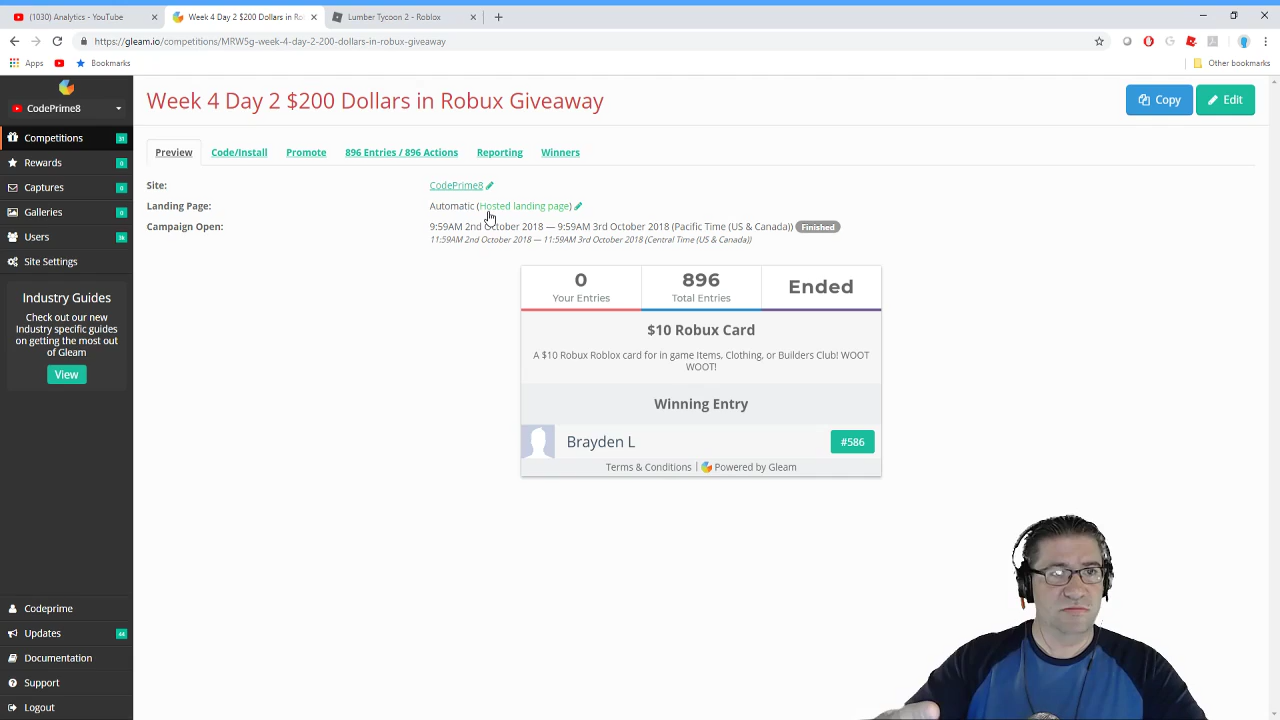 (1030) Analytics - YouTube
Week 4 Day 2 $200 Dollars in Ro
Lumber Tycoon 2 - Roblox
https://gleam.io/competitions/MRW5g-week-4-day-2-200-dollars-in-robux-giveaway
Apps
Bookmarks
Other bookmarks
CodePrime8
Competitions 31
Rewards 0
Captures 0
Galleries 0
Users
Site Settings
Industry Guides
Check out our new
Industry specific guides
on getting the most out
of Gleam
View
Codeprime
Updates 44
Documentation
Support
Logout
Week 4 Day 2 $200 Dollars in Robux Giveaway
Copy
Edit
Preview
Code/Install
Promote
896 Entries / 896 Actions
Reporting
Winners
Site: CodePrime8
Landing Page: Automatic (Hosted landing page)
Campaign Open: 9:59AM 2nd October 2018 — 9:59AM 3rd October 2018 (Pacific Time (US & Canada)) Finished
11:59AM 2nd October 2018 — 11:59AM 3rd October 2018 (Central Time (US & Canada))
0
Your Entries
896
Total Entries
Ended
$10 Robux Card
A $10 Robux Roblox card for in game Items, Clothing, or Builders Club! WOOT
WOOT!
Winning Entry
Brayden L #586
Terms & Conditions | Powered by Gleam